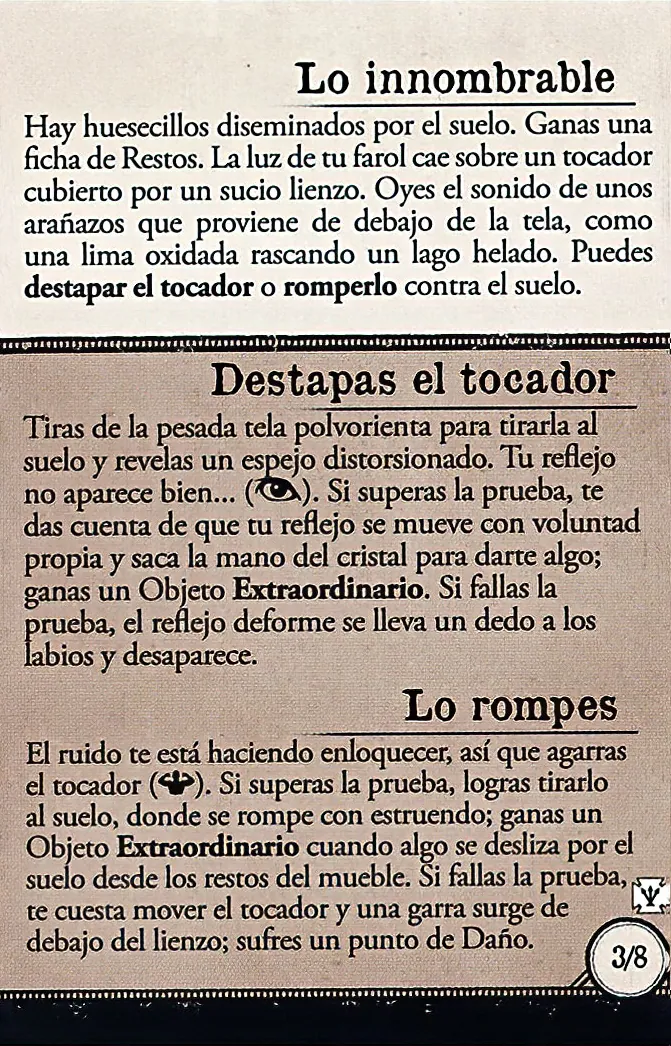 Lo innombrable
Hay huesecillos diseminados por el suelo. Ganas una
ficha de Restos. La luz de tu farol cae sobre un tocador
cubierto por un sucio lienzo. Oyes el sonido de unos
arañazos que proviene de debajo de la tela, como
una lima oxidada rascando un lago helado. Puedes
destapar el tocador o romperlo contra el suelo.
Destapas el tocador
Tiras de la pesada tela polvorienta para tirarla al
suelo y revelas un espejo distorsionado. Tu reflejo
no aparece bien... (). Si superas la prueba, te
das cuenta de que tu reflejo se mueve con voluntad
propia y saca la mano del cristal para darte algo;
ganas un Objeto Extraordinario. Si fallas la
prueba, el reflejo deforme se lleva un dedo a los
labios y desaparece.
Lo rompes
El ruido te está haciendo enloquecer, así que agarras
el tocador (). Si superas la prueba, logras tirarlo
al suelo, donde se rompe con estruendo; ganas un
Objeto Extraordinario cuando algo se desliza por el
suelo desde los restos del mueble. Si fallas la prueba,
te cuesta mover el tocador y una garra surge de
debajo del lienzo; sufres un punto de Daño.
3/8